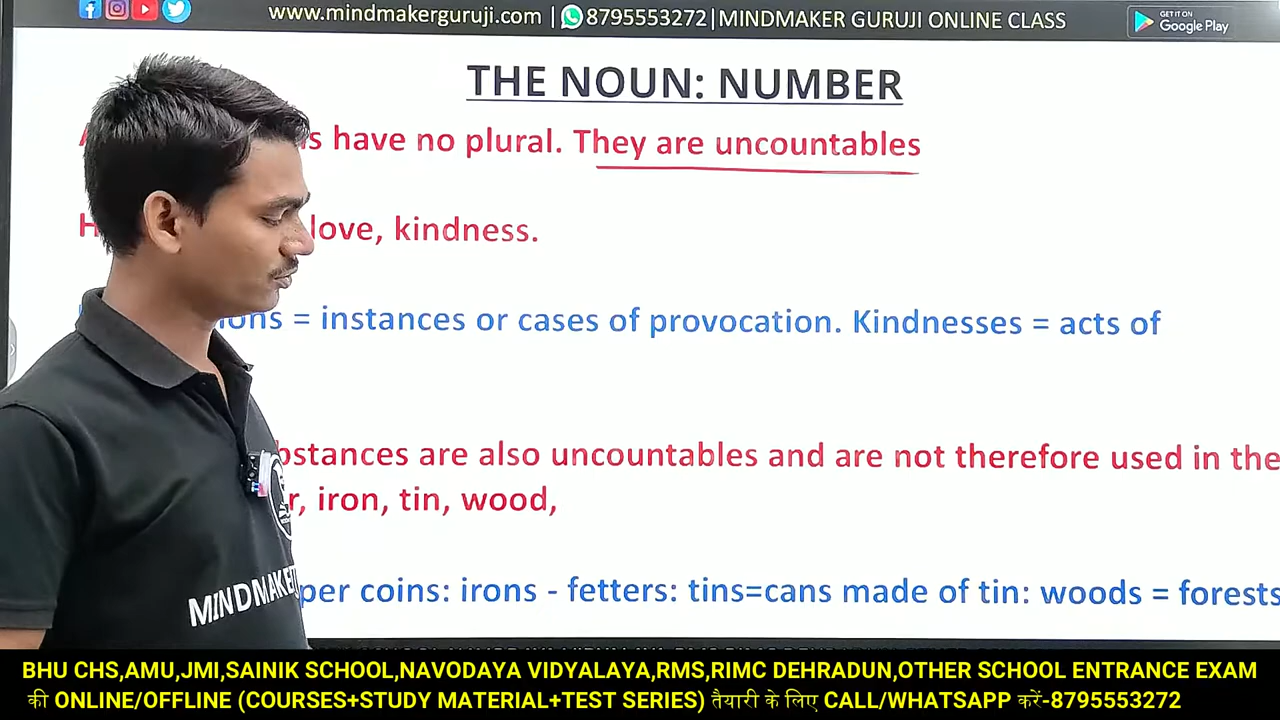 www.mindmakerguruji.com | 8795553272 | MINDMAKER GURUJI ONLINE CLASS
GET IT ON
Google Play
THE NOUN: NUMBER
have no plural. They are uncountables
love, kindness.
= instances or cases of provocation. Kindnesses = acts of
are also uncountables and are not therefore used in the
iron, tin, wood,
coins: irons - fetters: tins=cans made of tin: woods = forests
BHU CHS,AMU,JMI,SAINIK SCHOOL,NAVODAYA VIDYALAYA,RMS,RIMC DEHRADUN,OTHER SCHOOL ENTRANCE EXAM
की ONLINE/OFFLINE (COURSES+STUDY MATERIAL+TEST SERIES) तैयारी के लिए CALL/WHATSAPP करें-8795553272